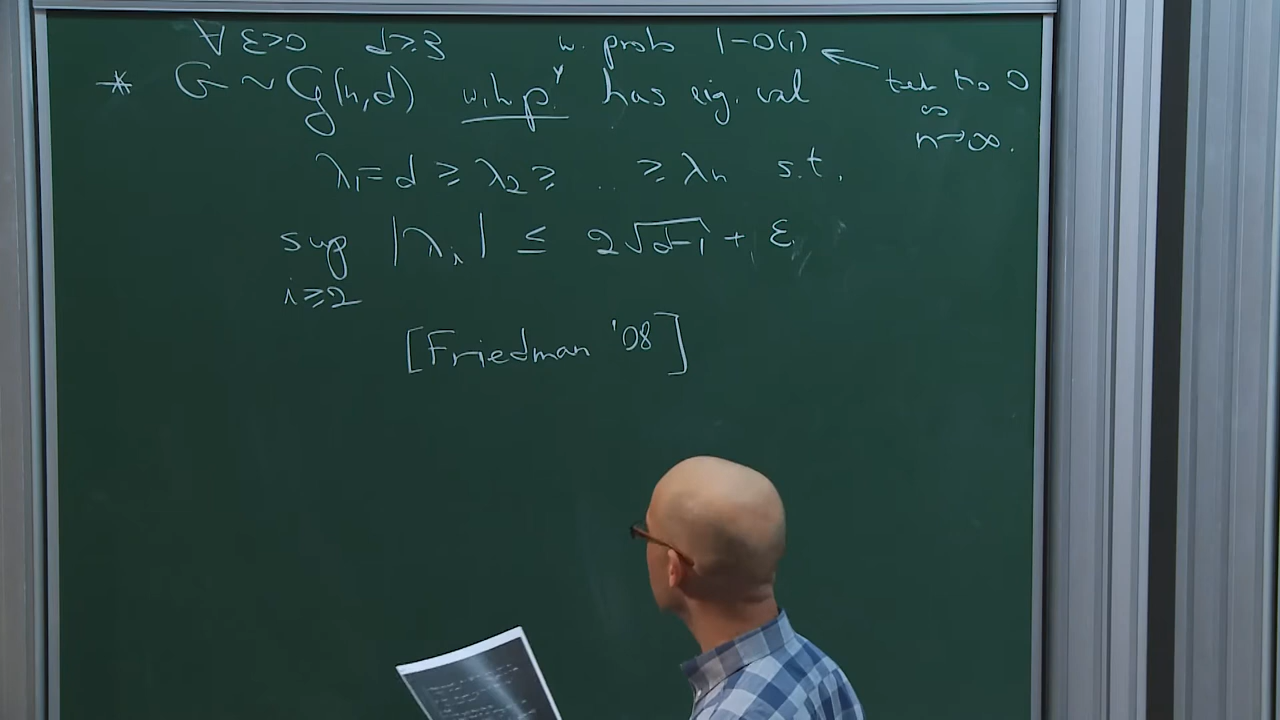 ∀ ε>0 d≥3 w. prob 1-o(1)
* G ~ G(n,d) w.h.p. has eig. val
to 0
as
n→∞.
λ₁=d ≥ λ₂ ≥ ... ≥ λn s.t.
sup |λᵢ| ≤ 2√d-1 + ε
i≥2
[Friedman '08]